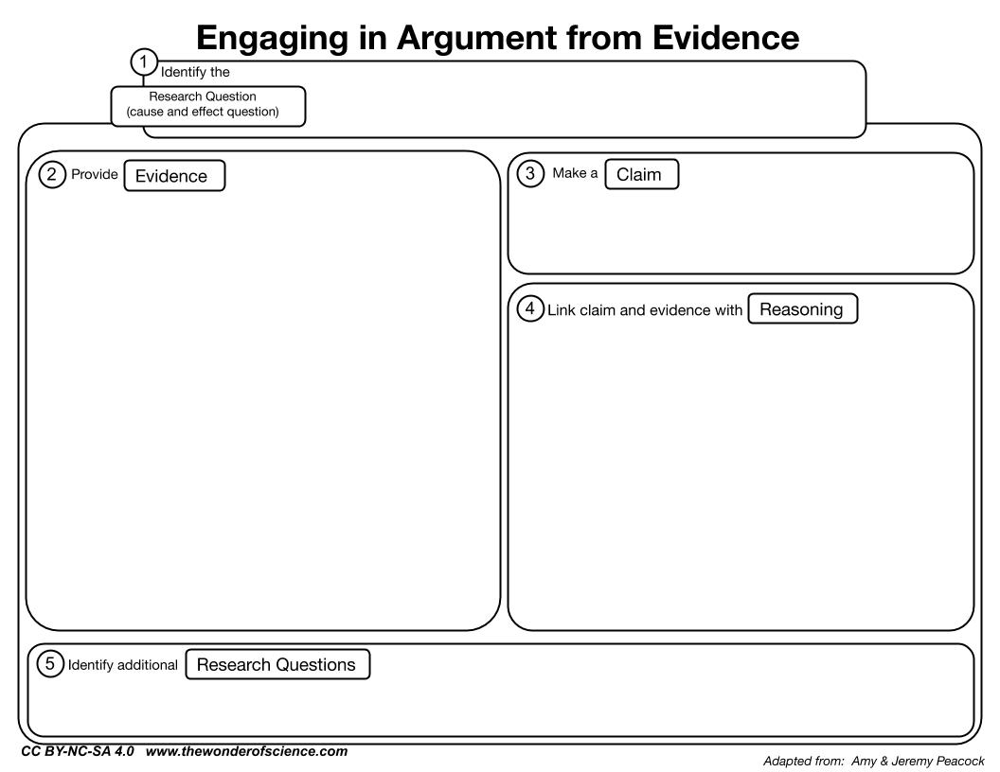 Engaging in Argument from Evidence
1 Identify the
Research Question
(cause and effect question)
2 Provide Evidence
3 Make a Claim
4 Link claim and evidence with Reasoning
5 Identify additional Research Questions
CC BY-NC-SA 4.0 www.thewonderofscience.com
Adapted from: Amy & Jeremy Peacock